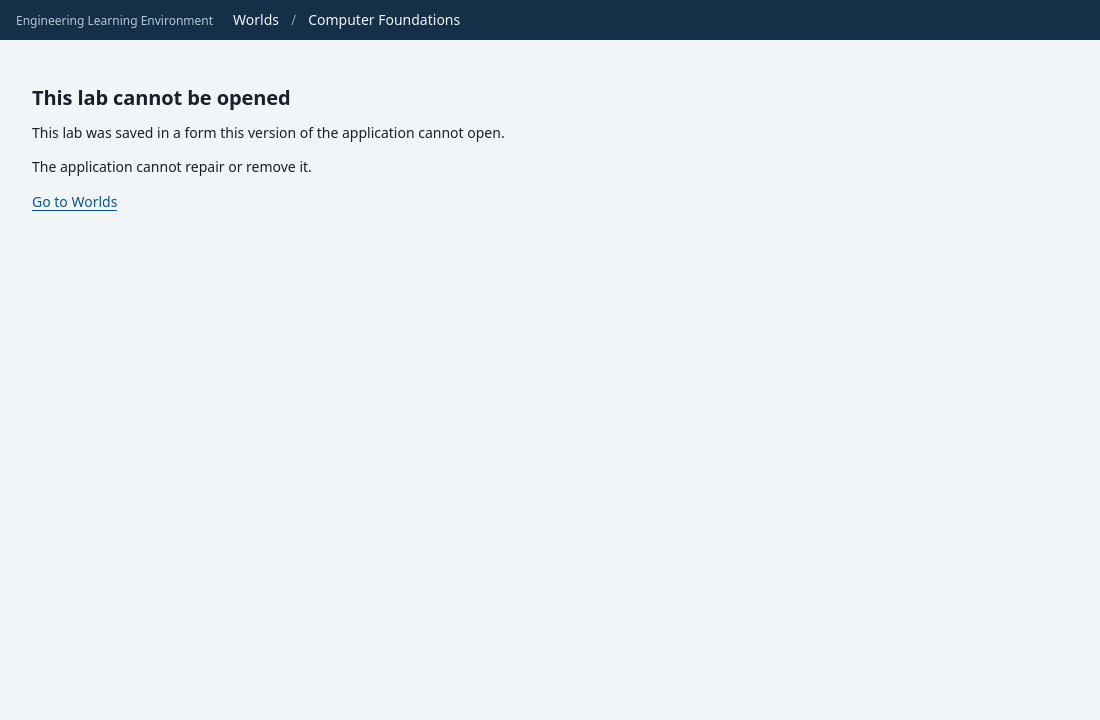 Engineering Learning Environment Worlds / Computer Foundations
This lab cannot be opened
This lab was saved in a form this version of the application cannot open.
The application cannot repair or remove it.
Go to Worlds